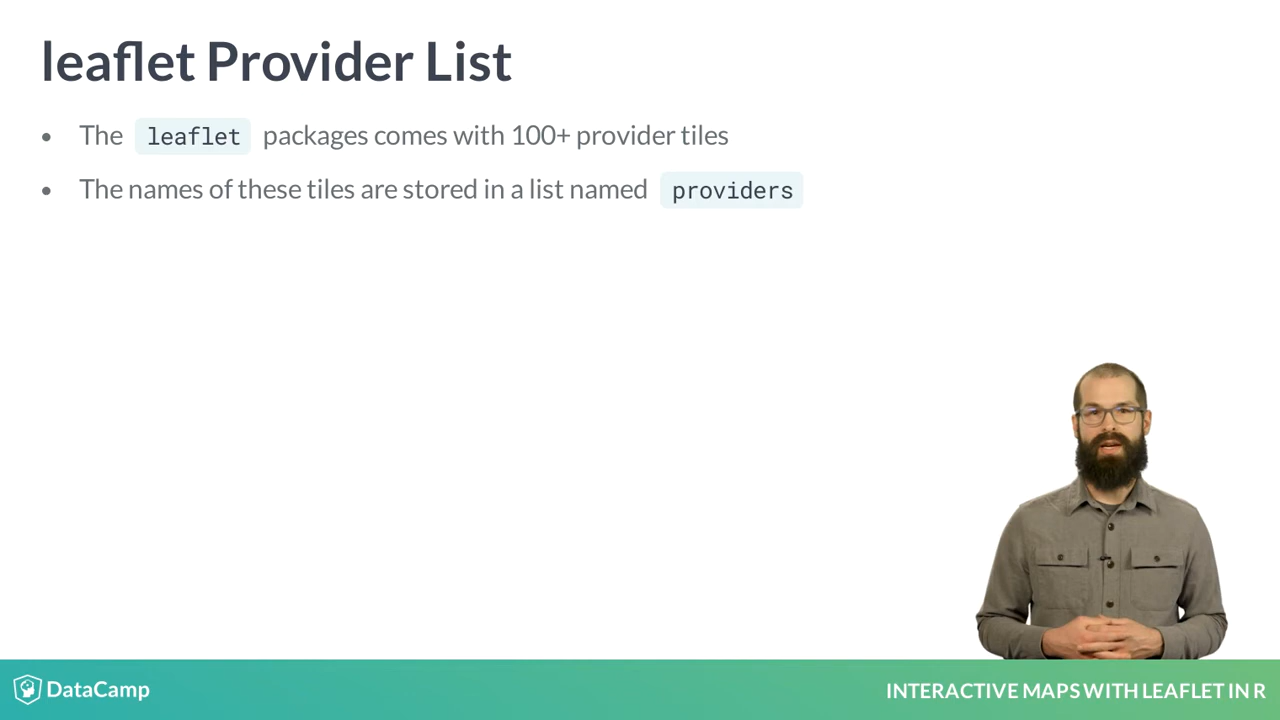 leaflet Provider List
• The leaflet packages comes with 100+ provider tiles
• The names of these tiles are stored in a list named providers
DataCamp
INTERACTIVE MAPS WITH LEAFLET IN R